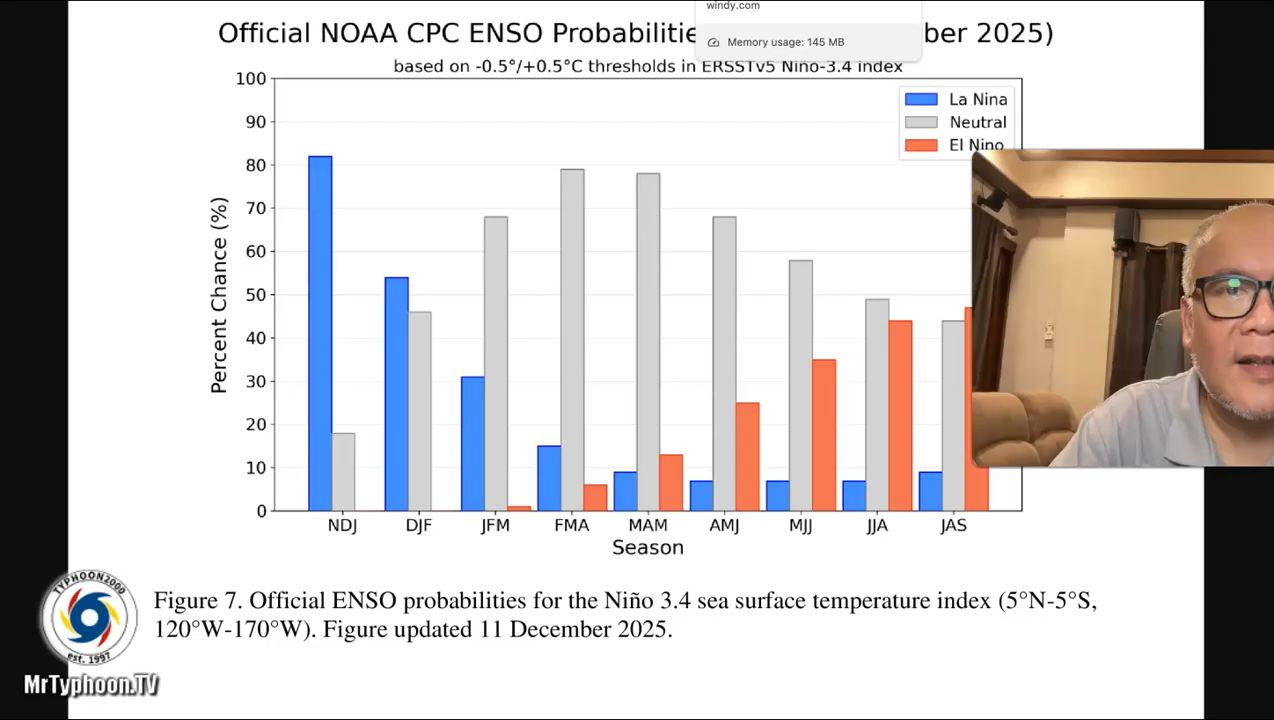 windy.com
Memory usage: 145 MB
Official NOAA CPC ENSO Probabilitie ber 2025)
based on -0.5°/+0.5°C thresholds in ERSSTv5 Niño-3.4 index
La Nina
Neutral
El Nino
Percent Chance (%)
100
90
80
70
60
50
40
30
20
10
0
NDJ DJF JFM FMA MAM AMJ MJJ JJA JAS
Season
Figure 7. Official ENSO probabilities for the Niño 3.4 sea surface temperature index (5°N-5°S,
120°W-170°W). Figure updated 11 December 2025.
TYPHOON2000
est. 1997
MrTyphoon.TV